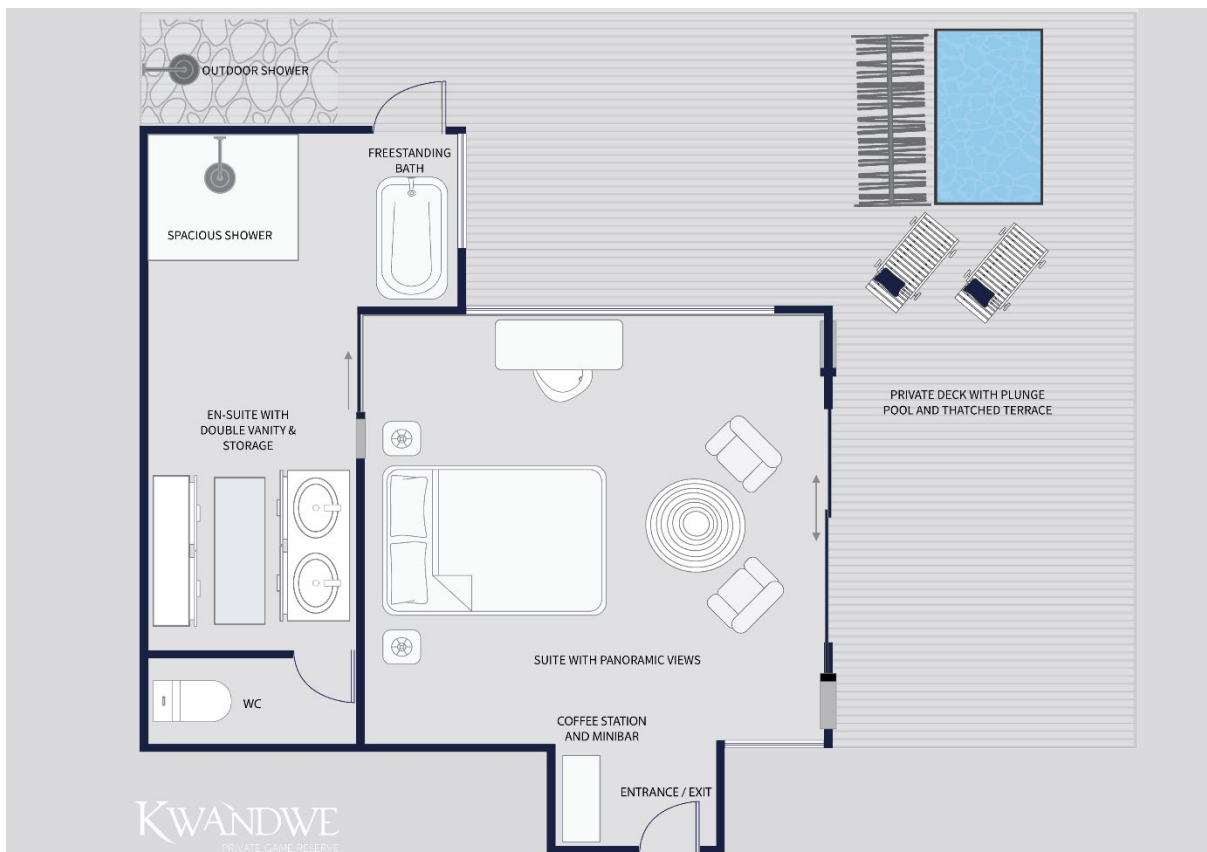 OUTDOOR SHOWER
FREESTANDING
BATH
SPACIOUS SHOWER
PRIVATE DECK WITH PLUNGE
POOL AND THATCHED TERRACE
EN-SUITE WITH
DOUBLE VANITY &
STORAGE
SUITE WITH PANORAMIC VIEWS
WC
COFFEE STATION
AND MINIBAR
ENTRANCE / EXIT
KWANDWE
PRIVATE GAME RESERVE